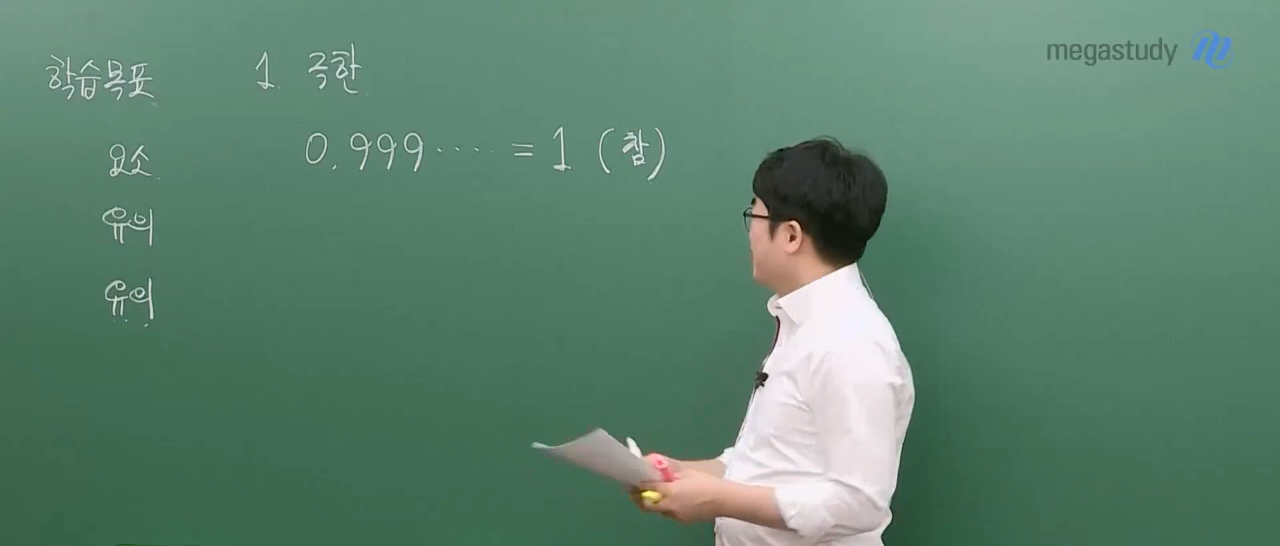 megastudy
학습목표 1. 극한
요소 0.999····· = 1 (참)
유의
유의